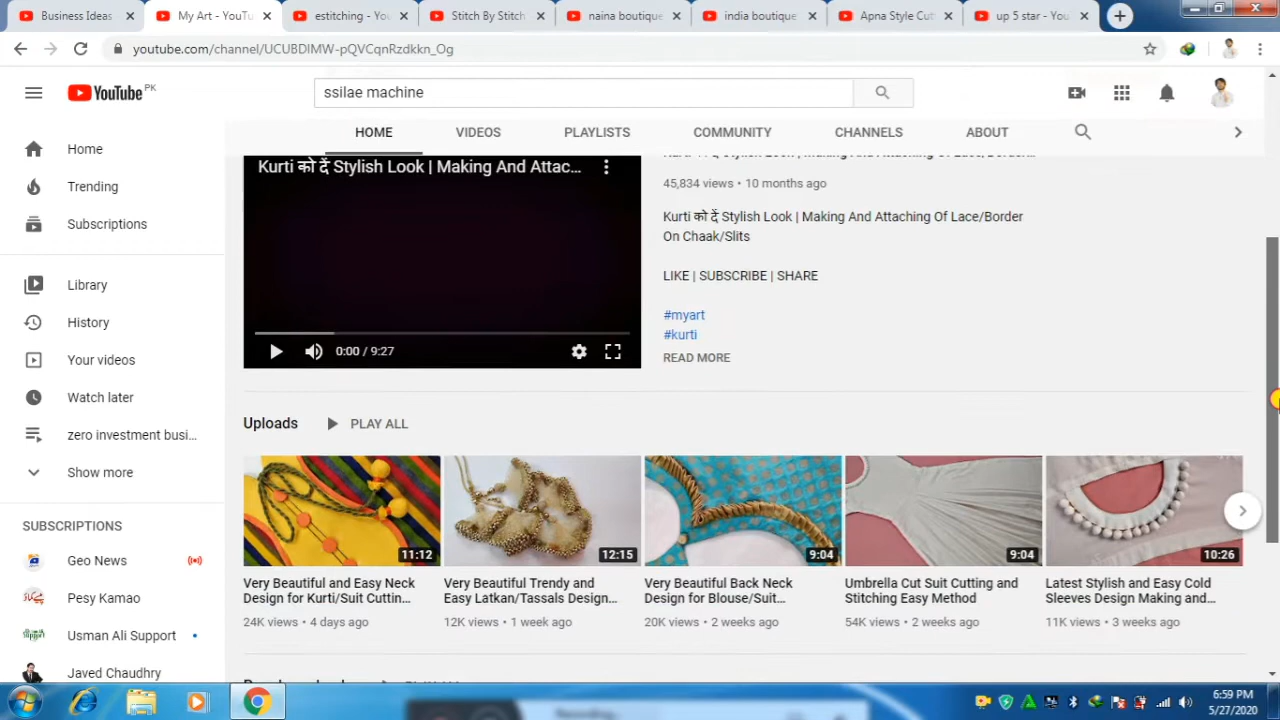 Business Ideas
My Art - YouTu
estitching - You
Stitch By Stitch
naina boutique
india boutique
Apna Style Cut
up 5 star - You
youtube.com/channel/UCUBDIMW-pQVCqnRzdkkn_Og
YouTube PK
ssilae machine
HOME VIDEOS PLAYLISTS COMMUNITY CHANNELS ABOUT
Home
Trending
Subscriptions
Library
History
Your videos
Watch later
zero investment busi...
Show more
SUBSCRIPTIONS
Geo News
Pesy Kamao
Usman Ali Support
Javed Chaudhry
Kurti को दें Stylish Look | Making And Attac...
0:00 / 9:27
45,834 views • 10 months ago
Kurti को दें Stylish Look | Making And Attaching Of Lace/Border
On Chaak/Slits
LIKE | SUBSCRIBE | SHARE
#myart
#kurti
READ MORE
Uploads PLAY ALL
11:12
Very Beautiful and Easy Neck
Design for Kurti/Suit Cuttin...
24K views • 4 days ago
12:15
Very Beautiful Trendy and
Easy Latkan/Tassals Design...
12K views • 1 week ago
9:04
Very Beautiful Back Neck
Design for Blouse/Suit...
20K views • 2 weeks ago
9:04
Umbrella Cut Suit Cutting and
Stitching Easy Method
54K views • 2 weeks ago
10:26
Latest Stylish and Easy Cold
Sleeves Design Making and...
11K views • 3 weeks ago
6:59 PM
5/27/2020